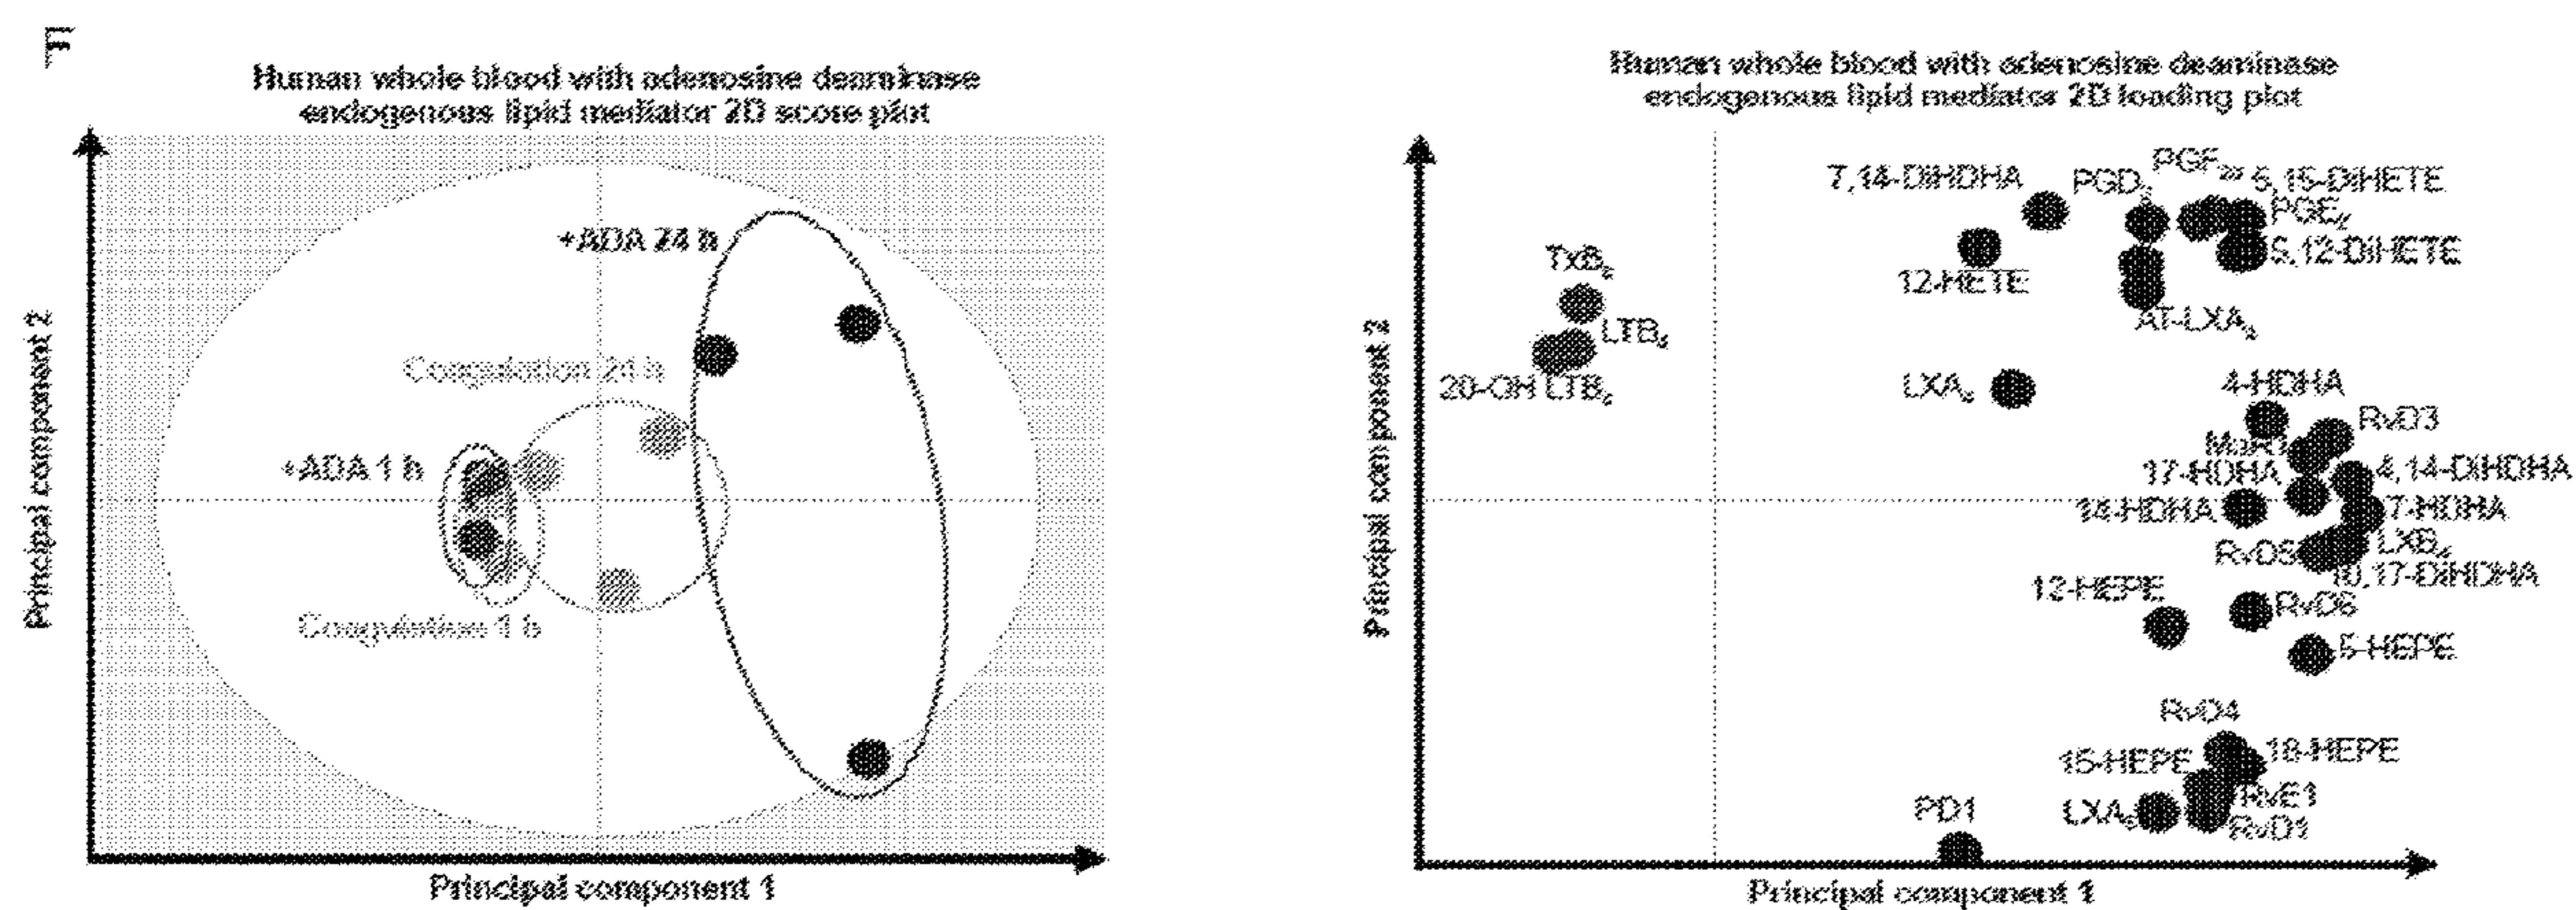 F
Human whole blood with adenosine deaminase
endogenous lipid mediator 2D score plot
+ADA 24 h
Coagulation 24 h
+ADA 1 h
Coagulation 1 h
Principal component 2
Principal component 1
Human whole blood with adenosine deaminase
endogenous lipid mediator 2D loading plot
7,14-DiHDHA
PGD₂
PGF₂α
5,15-DiHETE
PGE₂
5,12-DiHETE
12-HETE
TxB₂
LTB₄
20-OH LTB₄
LXA₄
4-HDHA
RvD3
MaR1
17-HDHA
4,14-DiHDHA
14-HDHA
7-HDHA
LXB₄
10,17-DiHDHA
12-HEPE
RvD6
5-HEPE
RvD4
15-HEPE
18-HEPE
RvE1
LXA₅
RvD1
PD1
Principal component 2
Principal component 1